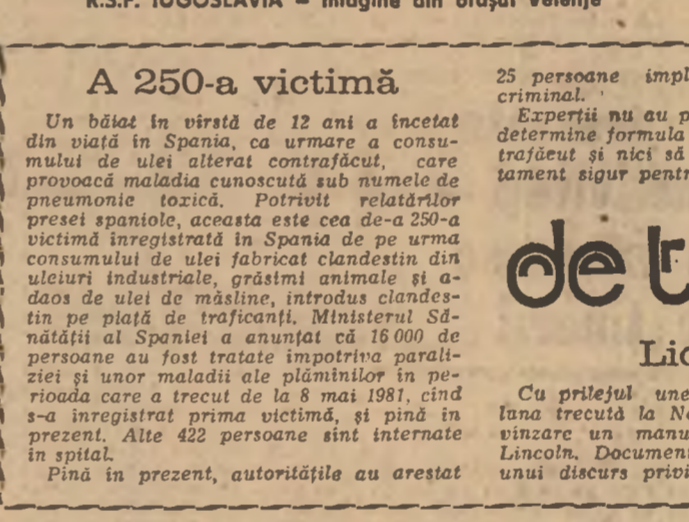 R.S.F. IUGOSLAVIA — Imagine din orașul Velenje
A 250-a victimă
Un băiat în vîrstă de 12 ani a încetat
din viață în Spania, ca urmare a consu-
mului de ulei alterat contrafăcut, care
provoacă maladia cunoscută sub numele de
pneumonie toxică. Potrivit relatărilor
presei spaniole, aceasta este cea de-a 250-a
victimă înregistrată în Spania de pe urma
consumului de ulei fabricat clandestin din
uleiuri industriale, grăsimi animale și a-
daos de ulei de măsline, introdus clandes-
tin pe piață de traficanți. Ministerul Să-
nătății al Spaniei a anunțat că 16 000 de
persoane au fost tratate împotriva parali-
ziei și unor maladii ale plămînilor în pe-
rioada care a trecut de la 8 mai 1981, cînd
s-a înregistrat prima victimă, și pînă în
prezent. Alte 422 persoane sînt internate
în spital.
Pînă în prezent, autoritățile au arestat
25 persoane impl
criminal.
Experții nu au p
determine formula
trafăcut și nici să
tament sigur pentr
de t
Lic
Cu prilejul une
luna trecută la Ne
vînzare un manu
Lincoln. Documen
unui discurs privi